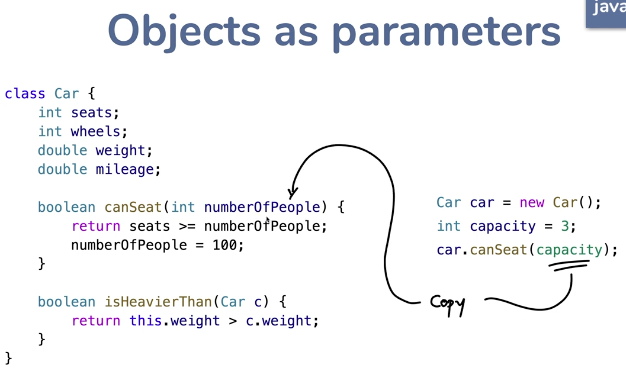 java
Objects as parameters
class Car {
int seats;
int wheels;
double weight;
double mileage;
boolean canSeat(int numberOfPeople) {
return seats >= numberOfPeople;
numberOfPeople = 100;
}
boolean isHeavierThan(Car c) {
return this.weight > c.weight;
}
}
Car car = new Car();
int capacity = 3;
car.canSeat(capacity);
Copy